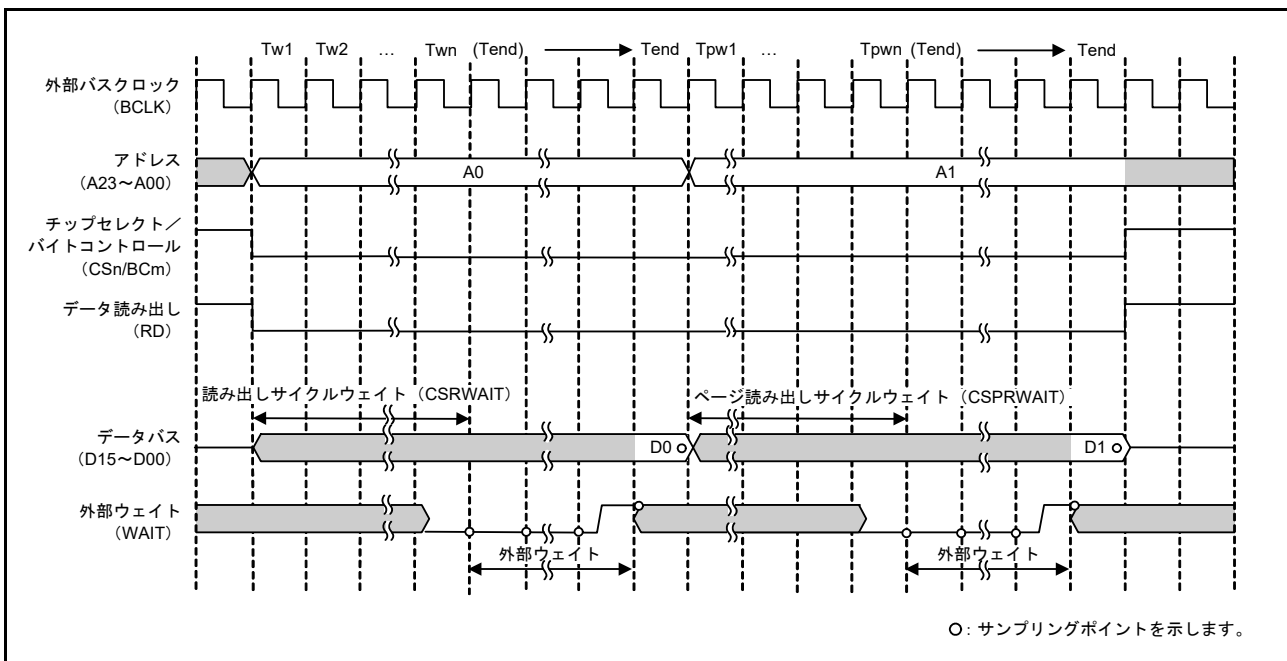 Tw1 Tw2 … Twn (Tend) Tend Tpw1 … Tpwn (Tend) Tend
外部バスクロック
（BCLK）
アドレス
（A23～A00）
A0 A1
チップセレクト／
バイトコントロール
（CSn/BCm）
データ読み出し
（RD）
読み出しサイクルウェイト（CSRWAIT） ページ読み出しサイクルウェイト（CSPRWAIT）
データバス
（D15～D00）
D0 D1
外部ウェイト
（WAIT）
外部ウェイト 外部ウェイト
：サンプリングポイントを示します。